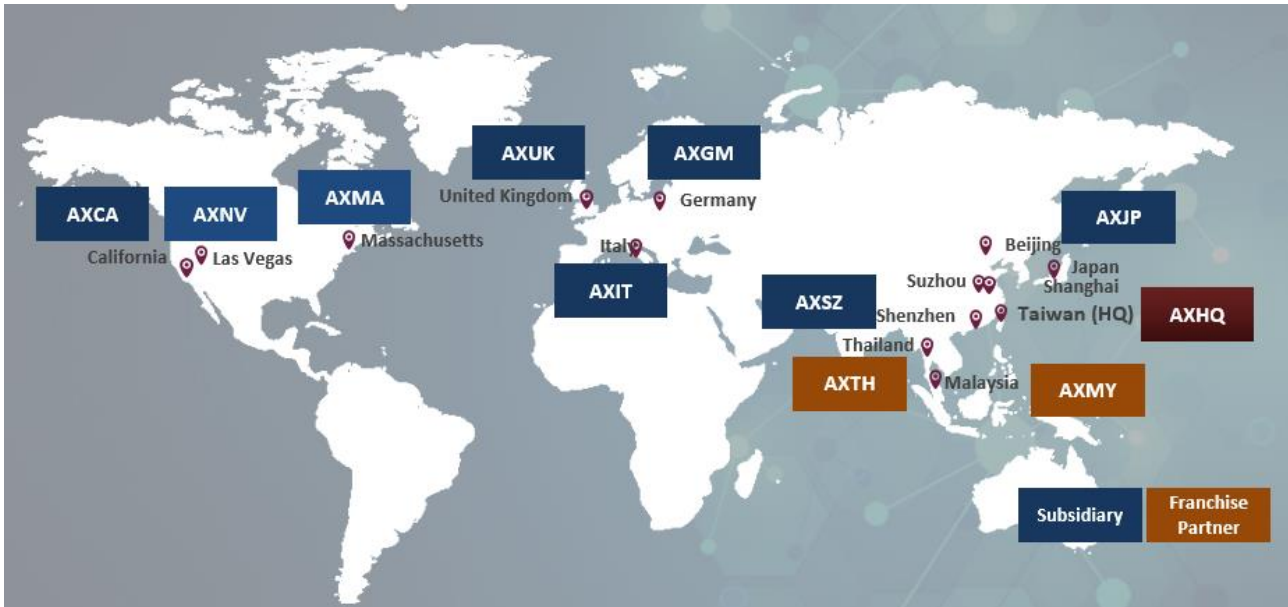 AXUK
AXGM
AXCA
AXNV
AXMA
United Kingdom
Germany
AXJP
California
Las Vegas
Massachusetts
Italy
Beijing
Japan
Suzhou
Shanghai
AXIT
AXSZ
Shenzhen
Taiwan (HQ)
AXHQ
Thailand
AXTH
Malaysia
AXMY
Subsidiary
Franchise
Partner